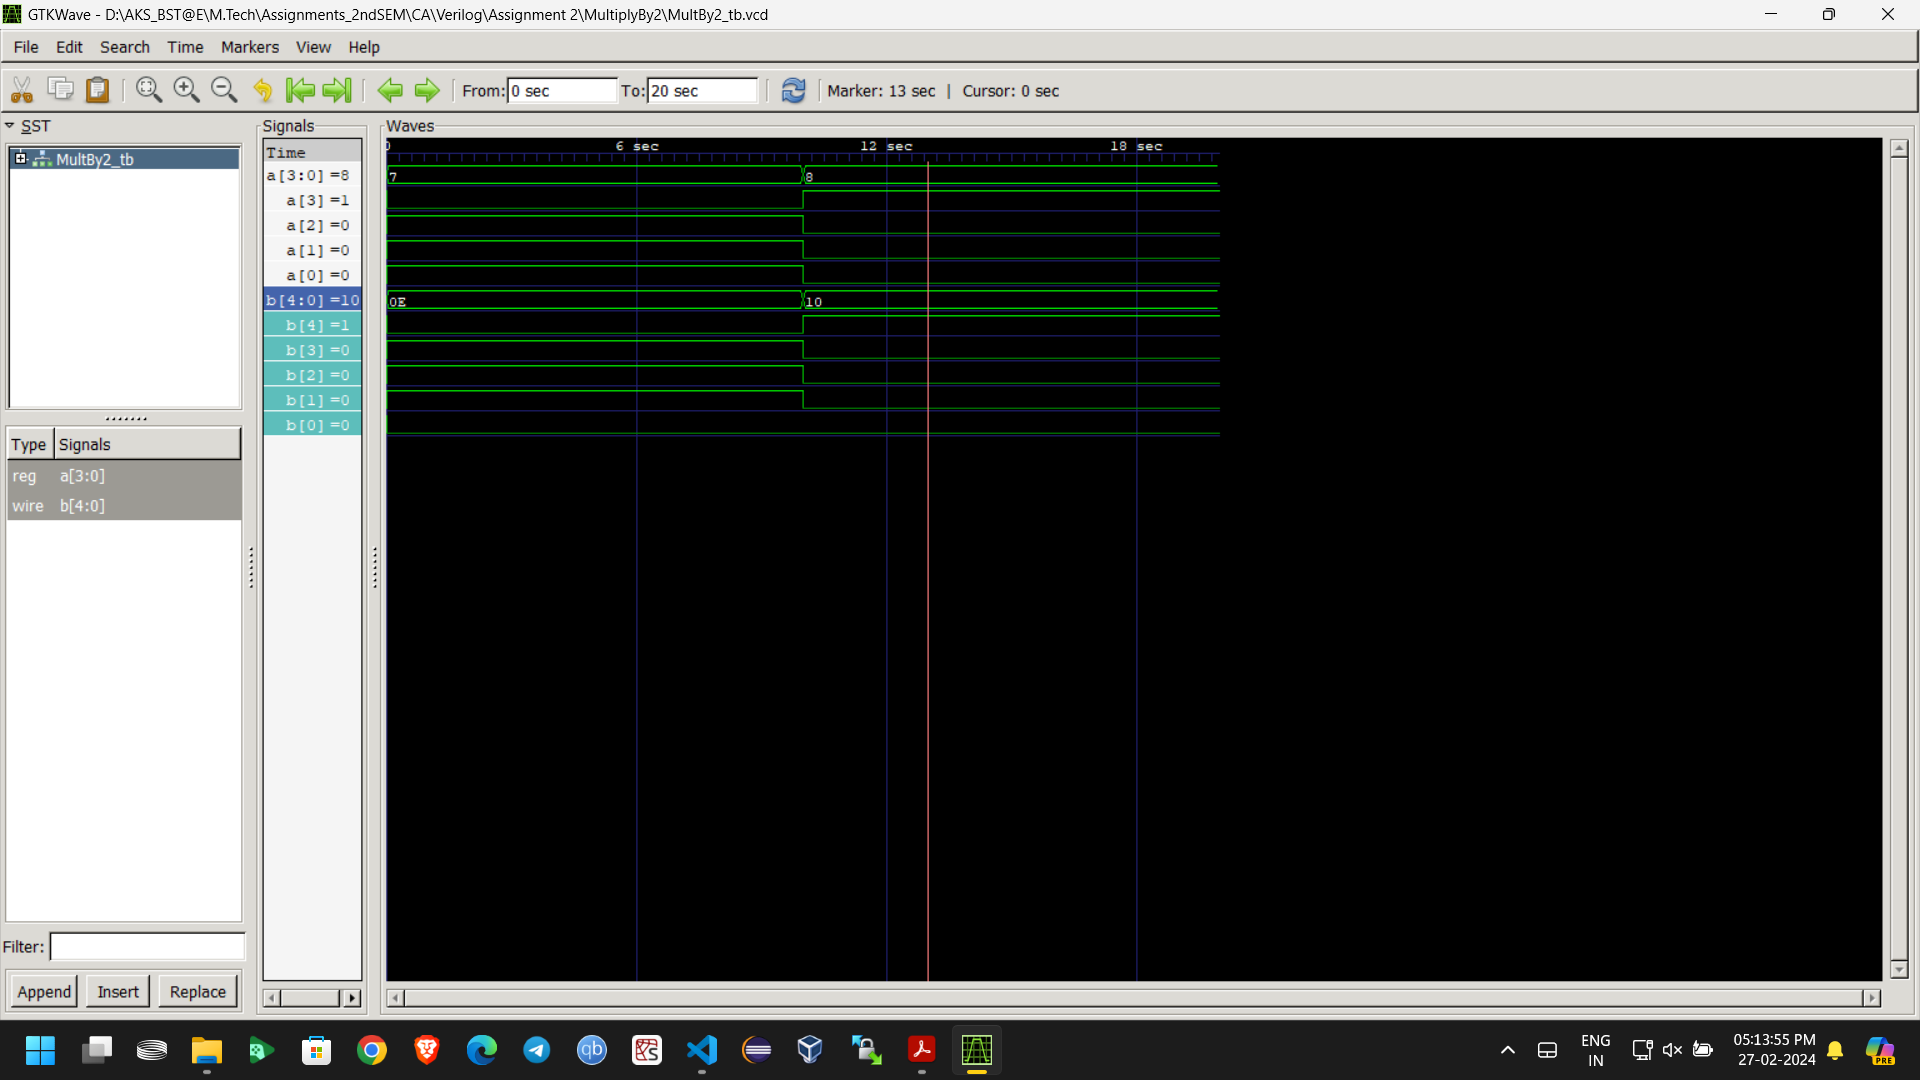 GTKWave - D:\AKS_BST@E\M.Tech\Assignments_2ndSEM\CA\Verilog\Assignment 2\MultiplyBy2\MultBy2_tb.vcd
File Edit Search Time Markers View Help
From: 0 sec To: 20 sec Marker: 13 sec | Cursor: 0 sec
SST
MultBy2_tb
Type Signals
reg a[3:0]
wire b[4:0]
Filter:
Append Insert Replace
Signals
Time
a[3:0] =8
a[3] =1
a[2] =0
a[1] =0
a[0] =0
b[4:0] =10
b[4] =1
b[3] =0
b[2] =0
b[1] =0
b[0] =0
Waves
0 6 sec 12 sec 18 sec
7 8
0E 10
qb
ENG
IN
05:13:55 PM
27-02-2024
PRE